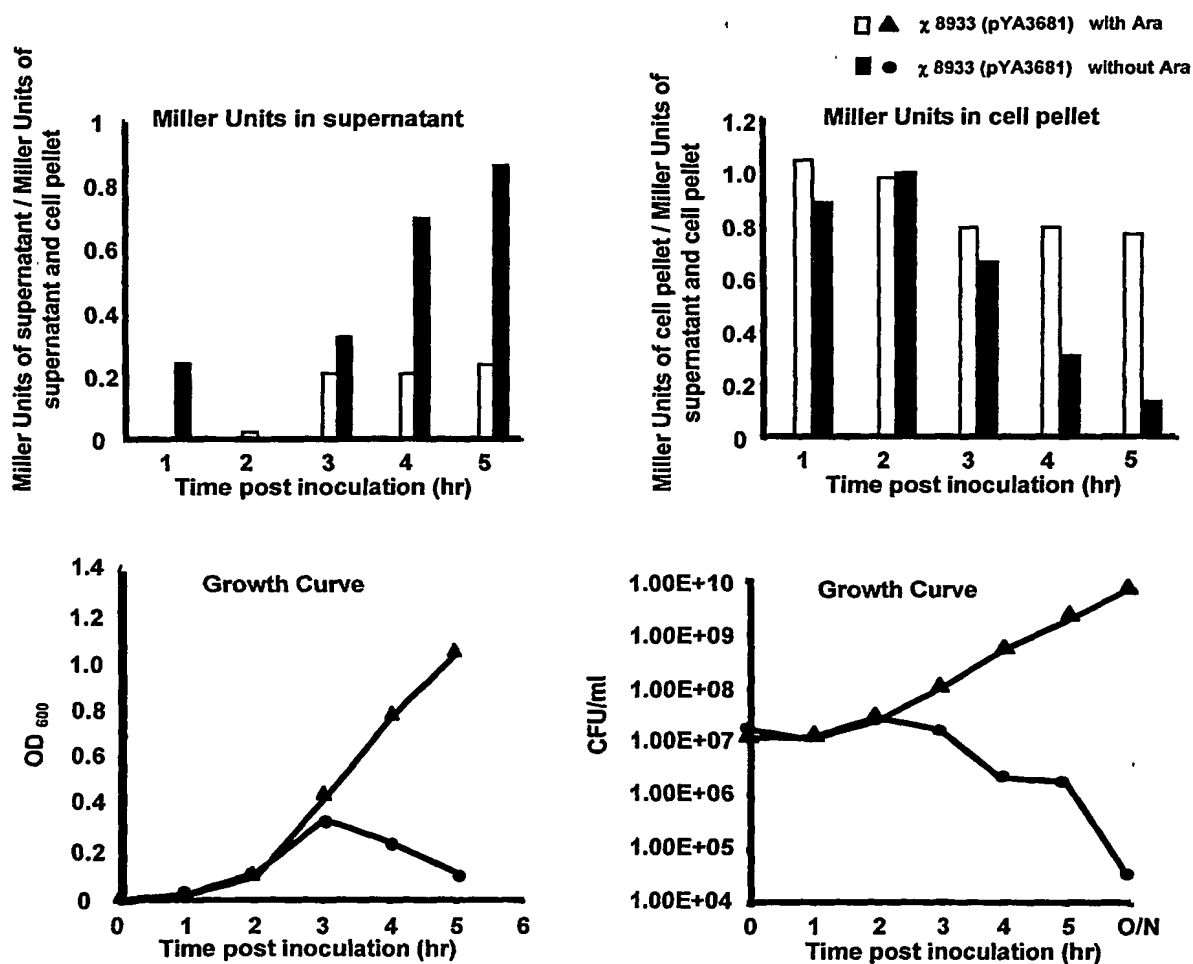 χ 8933 (pYA3681) with Ara
χ 8933 (pYA3681) without Ara
Miller Units in supernatant
Miller Units of supernatant / Miller Units of
supernatant and cell pellet
1
0.8
0.6
0.4
0.2
0
1 2 3 4 5
Time post inoculation (hr)
Miller Units in cell pellet
Miller Units of cell pellet / Miller Units of
supernatant and cell pellet
1.2
1.0
0.8
0.6
0.4
0.2
0
1 2 3 4 5
Time post inoculation (hr)
Growth Curve
OD 600
1.4
1.2
1.0
0.8
0.6
0.4
0.2
0
0 1 2 3 4 5 6
Time post inoculation (hr)
Growth Curve
CFU/ml
1.00E+10
1.00E+09
1.00E+08
1.00E+07
1.00E+06
1.00E+05
1.00E+04
0 1 2 3 4 5 O/N
Time post inoculation (hr)